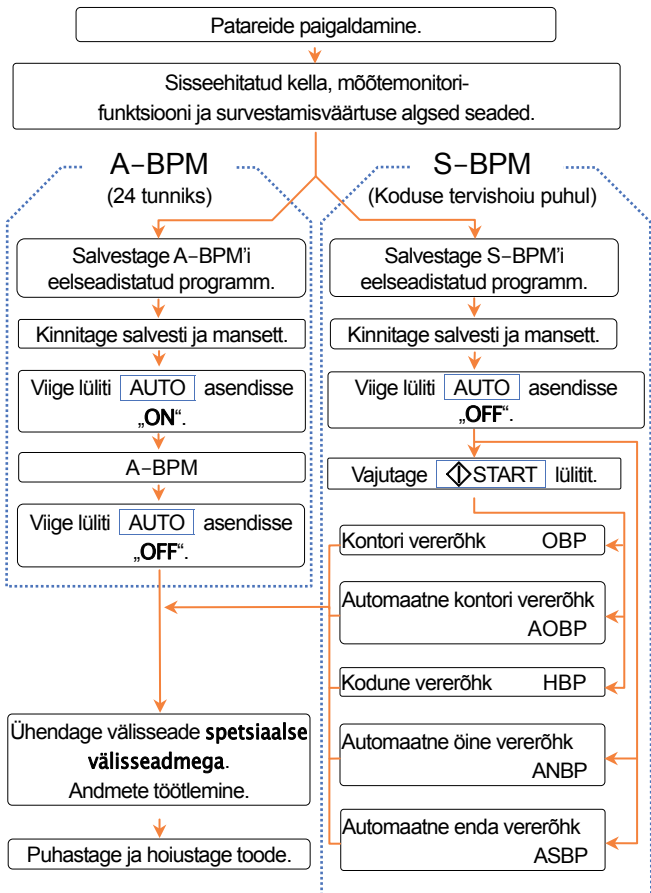 Patareide paigaldamine.
Sisseehitatud kella, mõõtemonitori-
funktsiooni ja survestamisväärtuse algsed seaded.
A-BPM
(24 tunniks)
Salvestage A-BPM'i
eelseadistatud programm.
Kinnitage salvesti ja mansett.
Viige lüliti AUTO asendisse
„ON“.
A-BPM
Viige lüliti AUTO asendisse
„OFF“.
S-BPM
(Koduse tervishoiu puhul)
Salvestage S-BPM'i
eelseadistatud programm.
Kinnitage salvesti ja mansett.
Viige lüliti AUTO asendisse
„OFF“.
Vajutage START lülitit.
Kontori vererõhk OBP
Automaatne kontori vererõhk
AOBP
Kodune vererõhk HBP
Automaatne öine vererõhk
ANBP
Automaatne enda vererõhk
ASBP
Ühendage välisseade spetsiaalse
välisseadmega.
Andmete töötlemine.
Puhastage ja hoiustage toode.